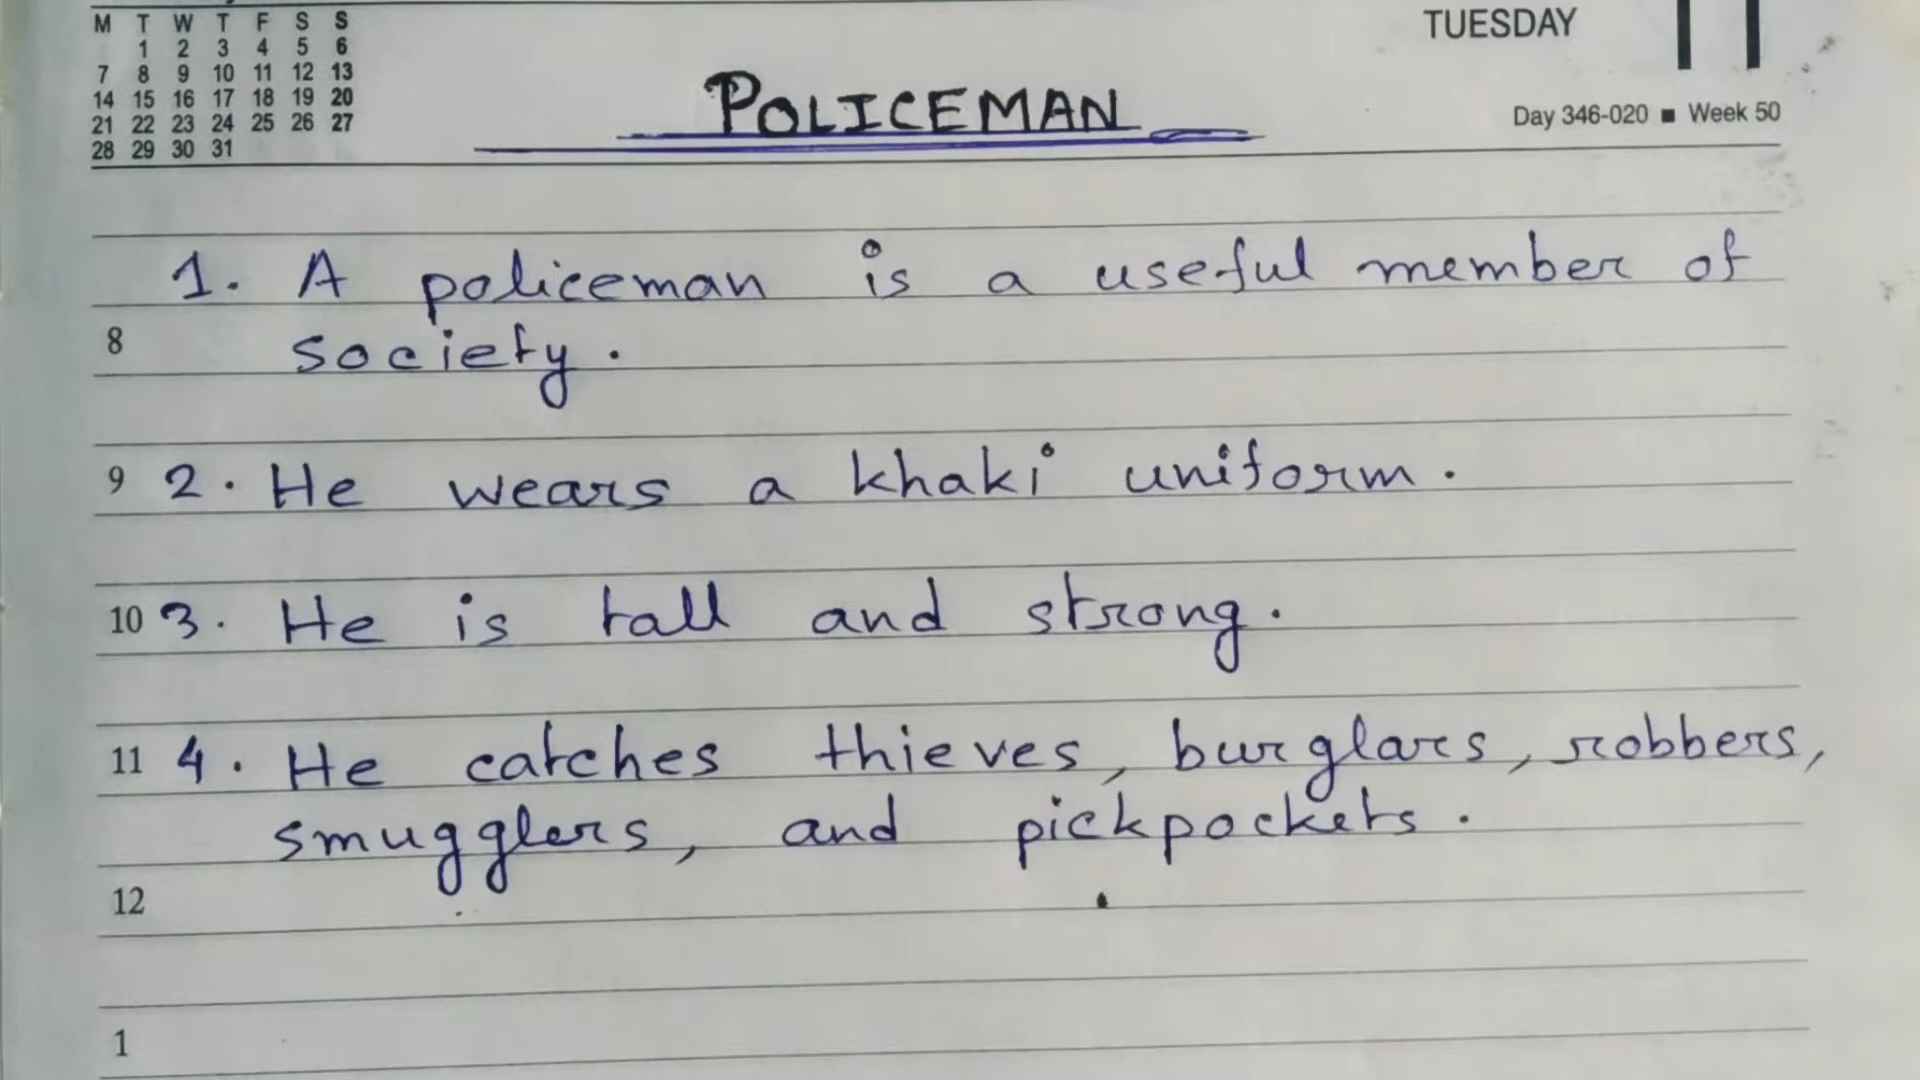 M T W T F S S
1 2 3 4 5 6
7 8 9 10 11 12 13
14 15 16 17 18 19 20
21 22 23 24 25 26 27
28 29 30 31
TUESDAY
Day 346-020 ■ Week 50
POLICEMAN
1. A policeman is a useful member of
8
society.
9 2. He wears a khaki uniform.
10 3. He is tall and strong.
11 4. He catches thieves, burglars, robbers,
smugglers, and pickpockets.
12
1